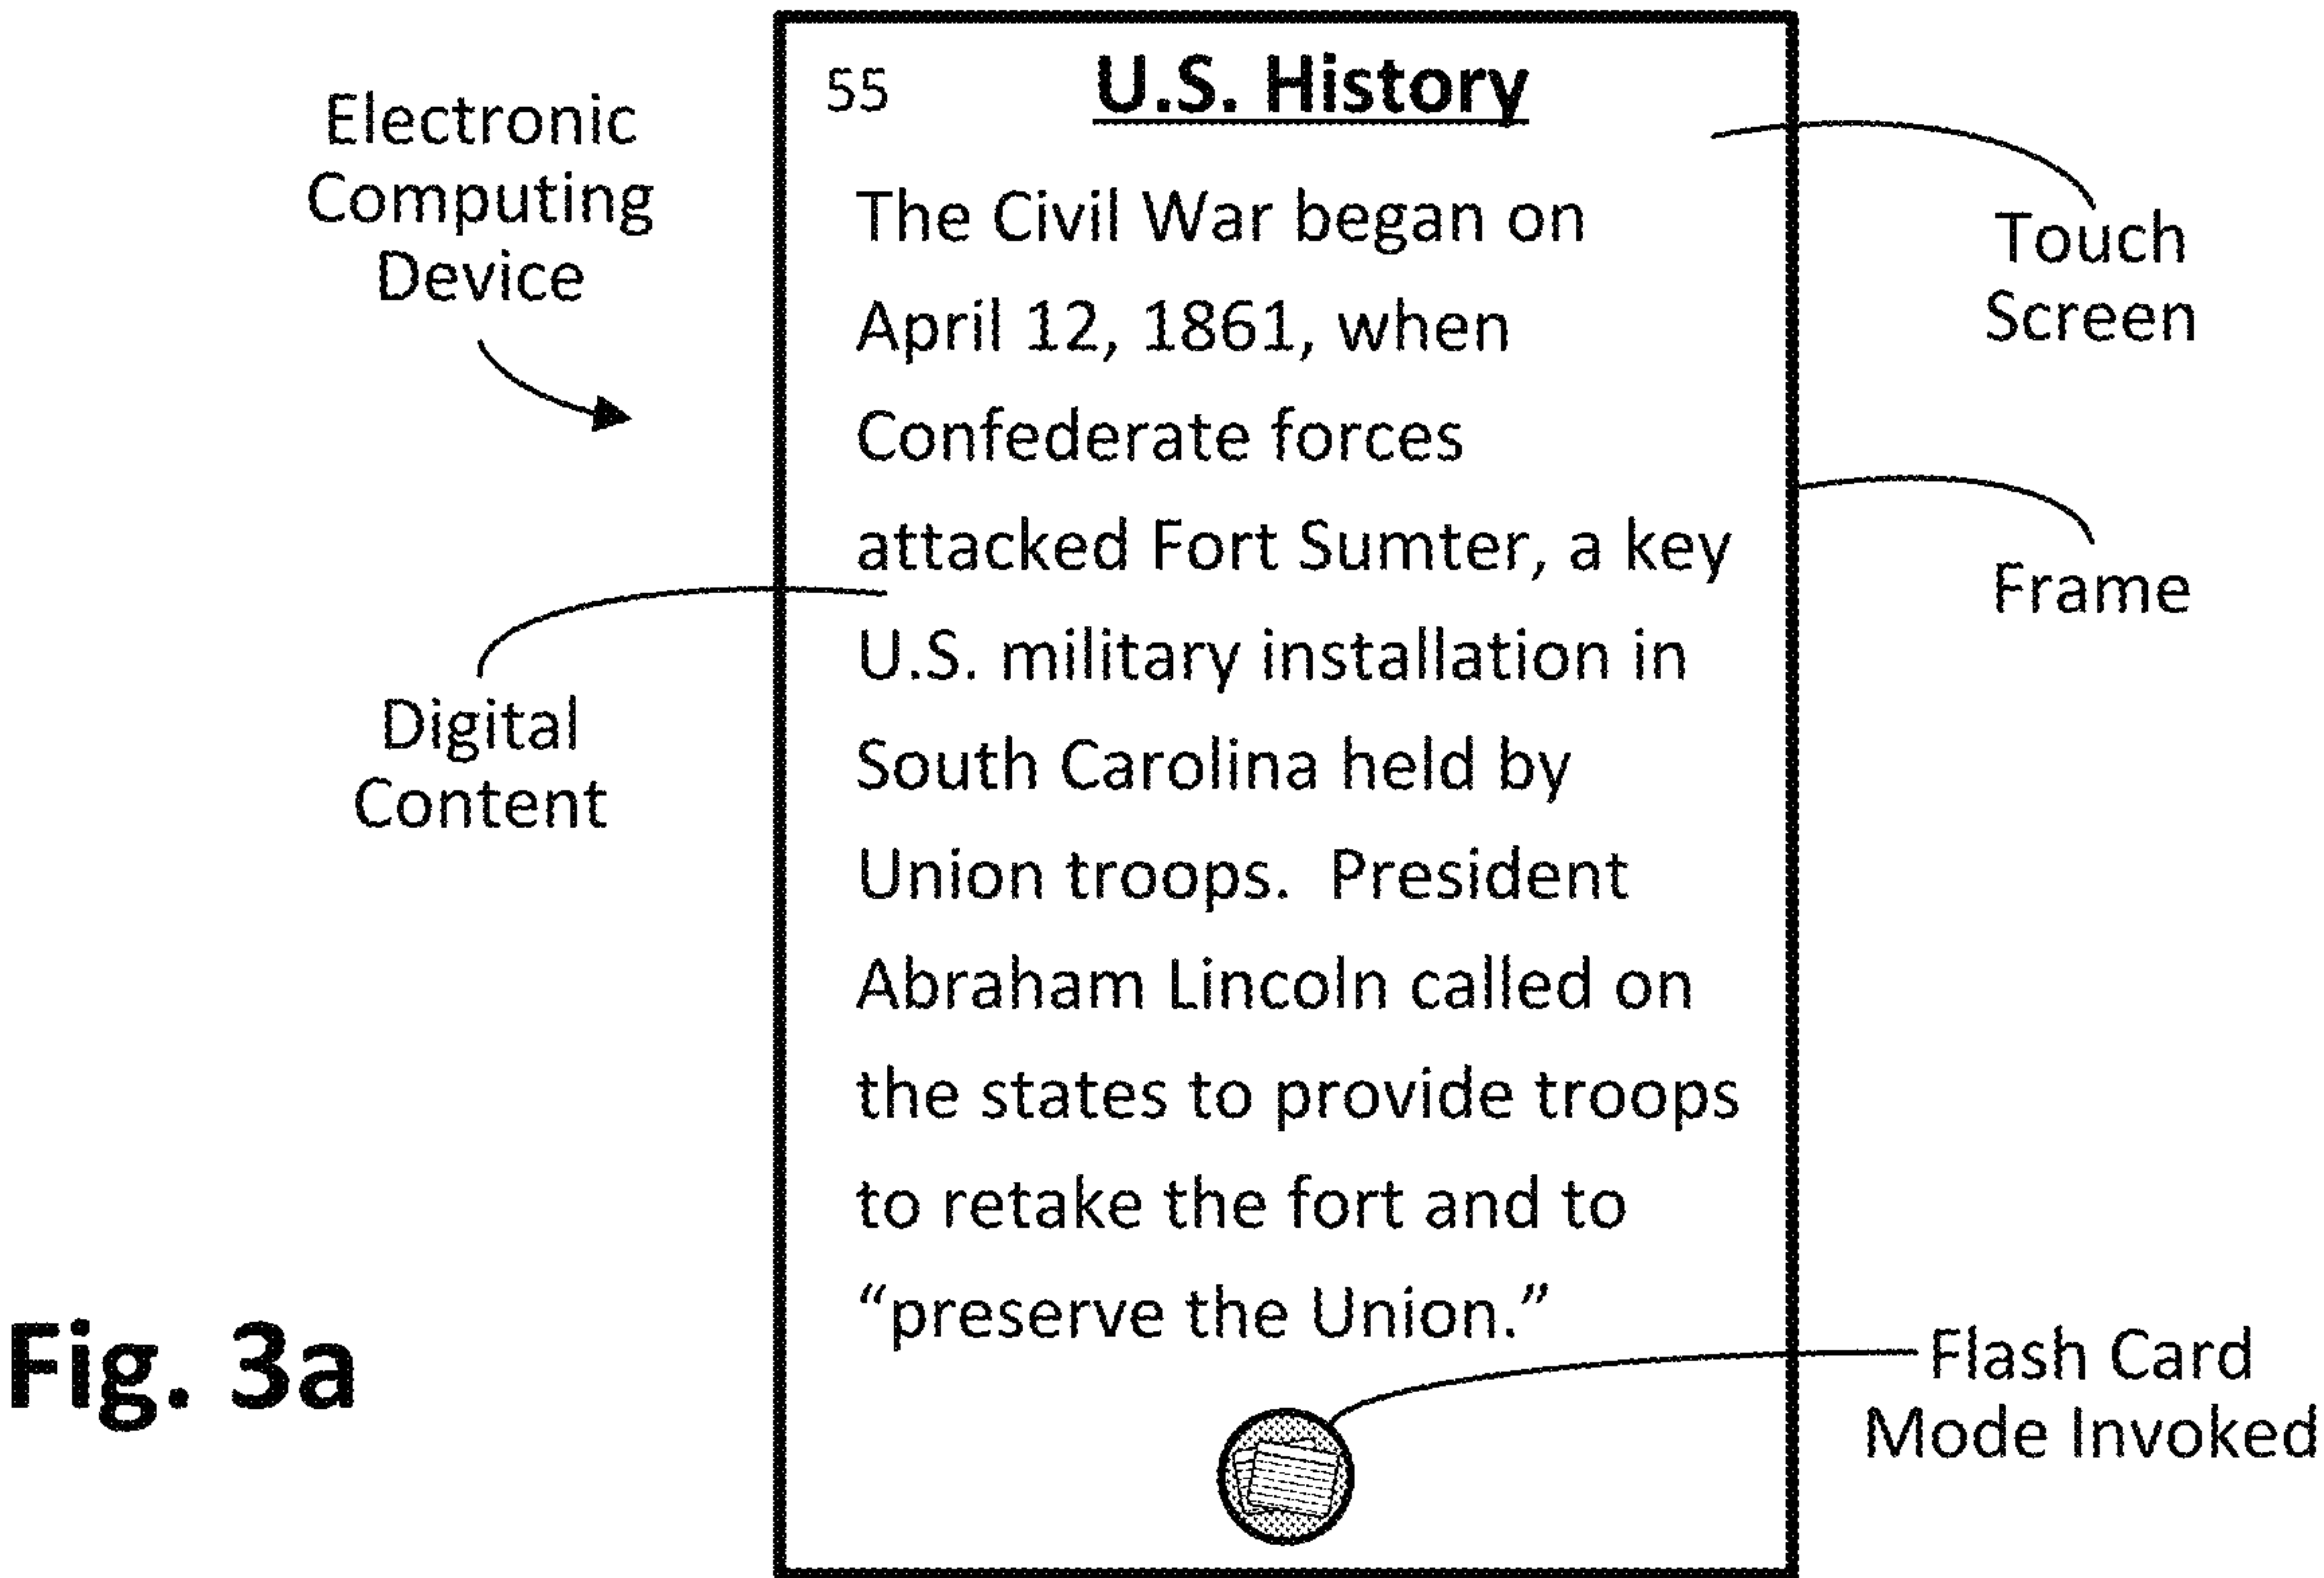 55
U.S. History
The Civil War began on
April 12, 1861, when
Confederate forces
attacked Fort Sumter, a key
U.S. military installation in
South Carolina held by
Union troops.  President
Abraham Lincoln called on
the states to provide troops
to retake the fort and to
“preserve the Union.”
Electronic
Computing
Device
Digital
Content
Touch
Screen
Frame
Flash Card
Mode Invoked
Fig. 3a